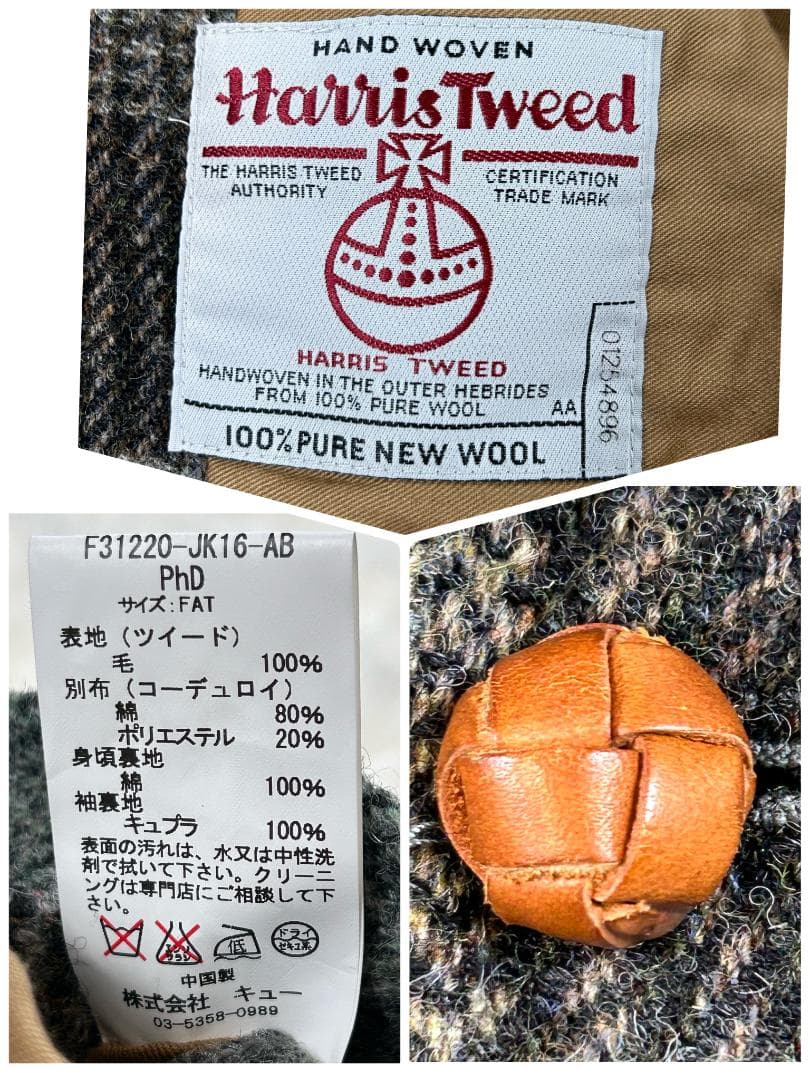 HAND WOVEN
Harris Tweed
THE HARRIS TWEED AUTHORITY
CERTIFICATION TRADE MARK
HARRIS TWEED
HANDWOVEN IN THE OUTER HEBRIDES
FROM 100% PURE WOOL
AA
01254896
100% PURE NEW WOOL
F31220-JK16-AB
PhD
サイズ:FAT
表地(ツイード)
毛 100%
別布(コーデュロイ)
綿 80%
ポリエステル 20%
身頃裏地
綿 100%
袖裏地
キュプラ 100%
表面の汚れは、水又は中性洗
剤で拭いて下さい。クリーニ
ングは専門店にご相談して下
さい。
低
ドライ
セキユ系
中国製
株式会社 キュー
03-5358-0989